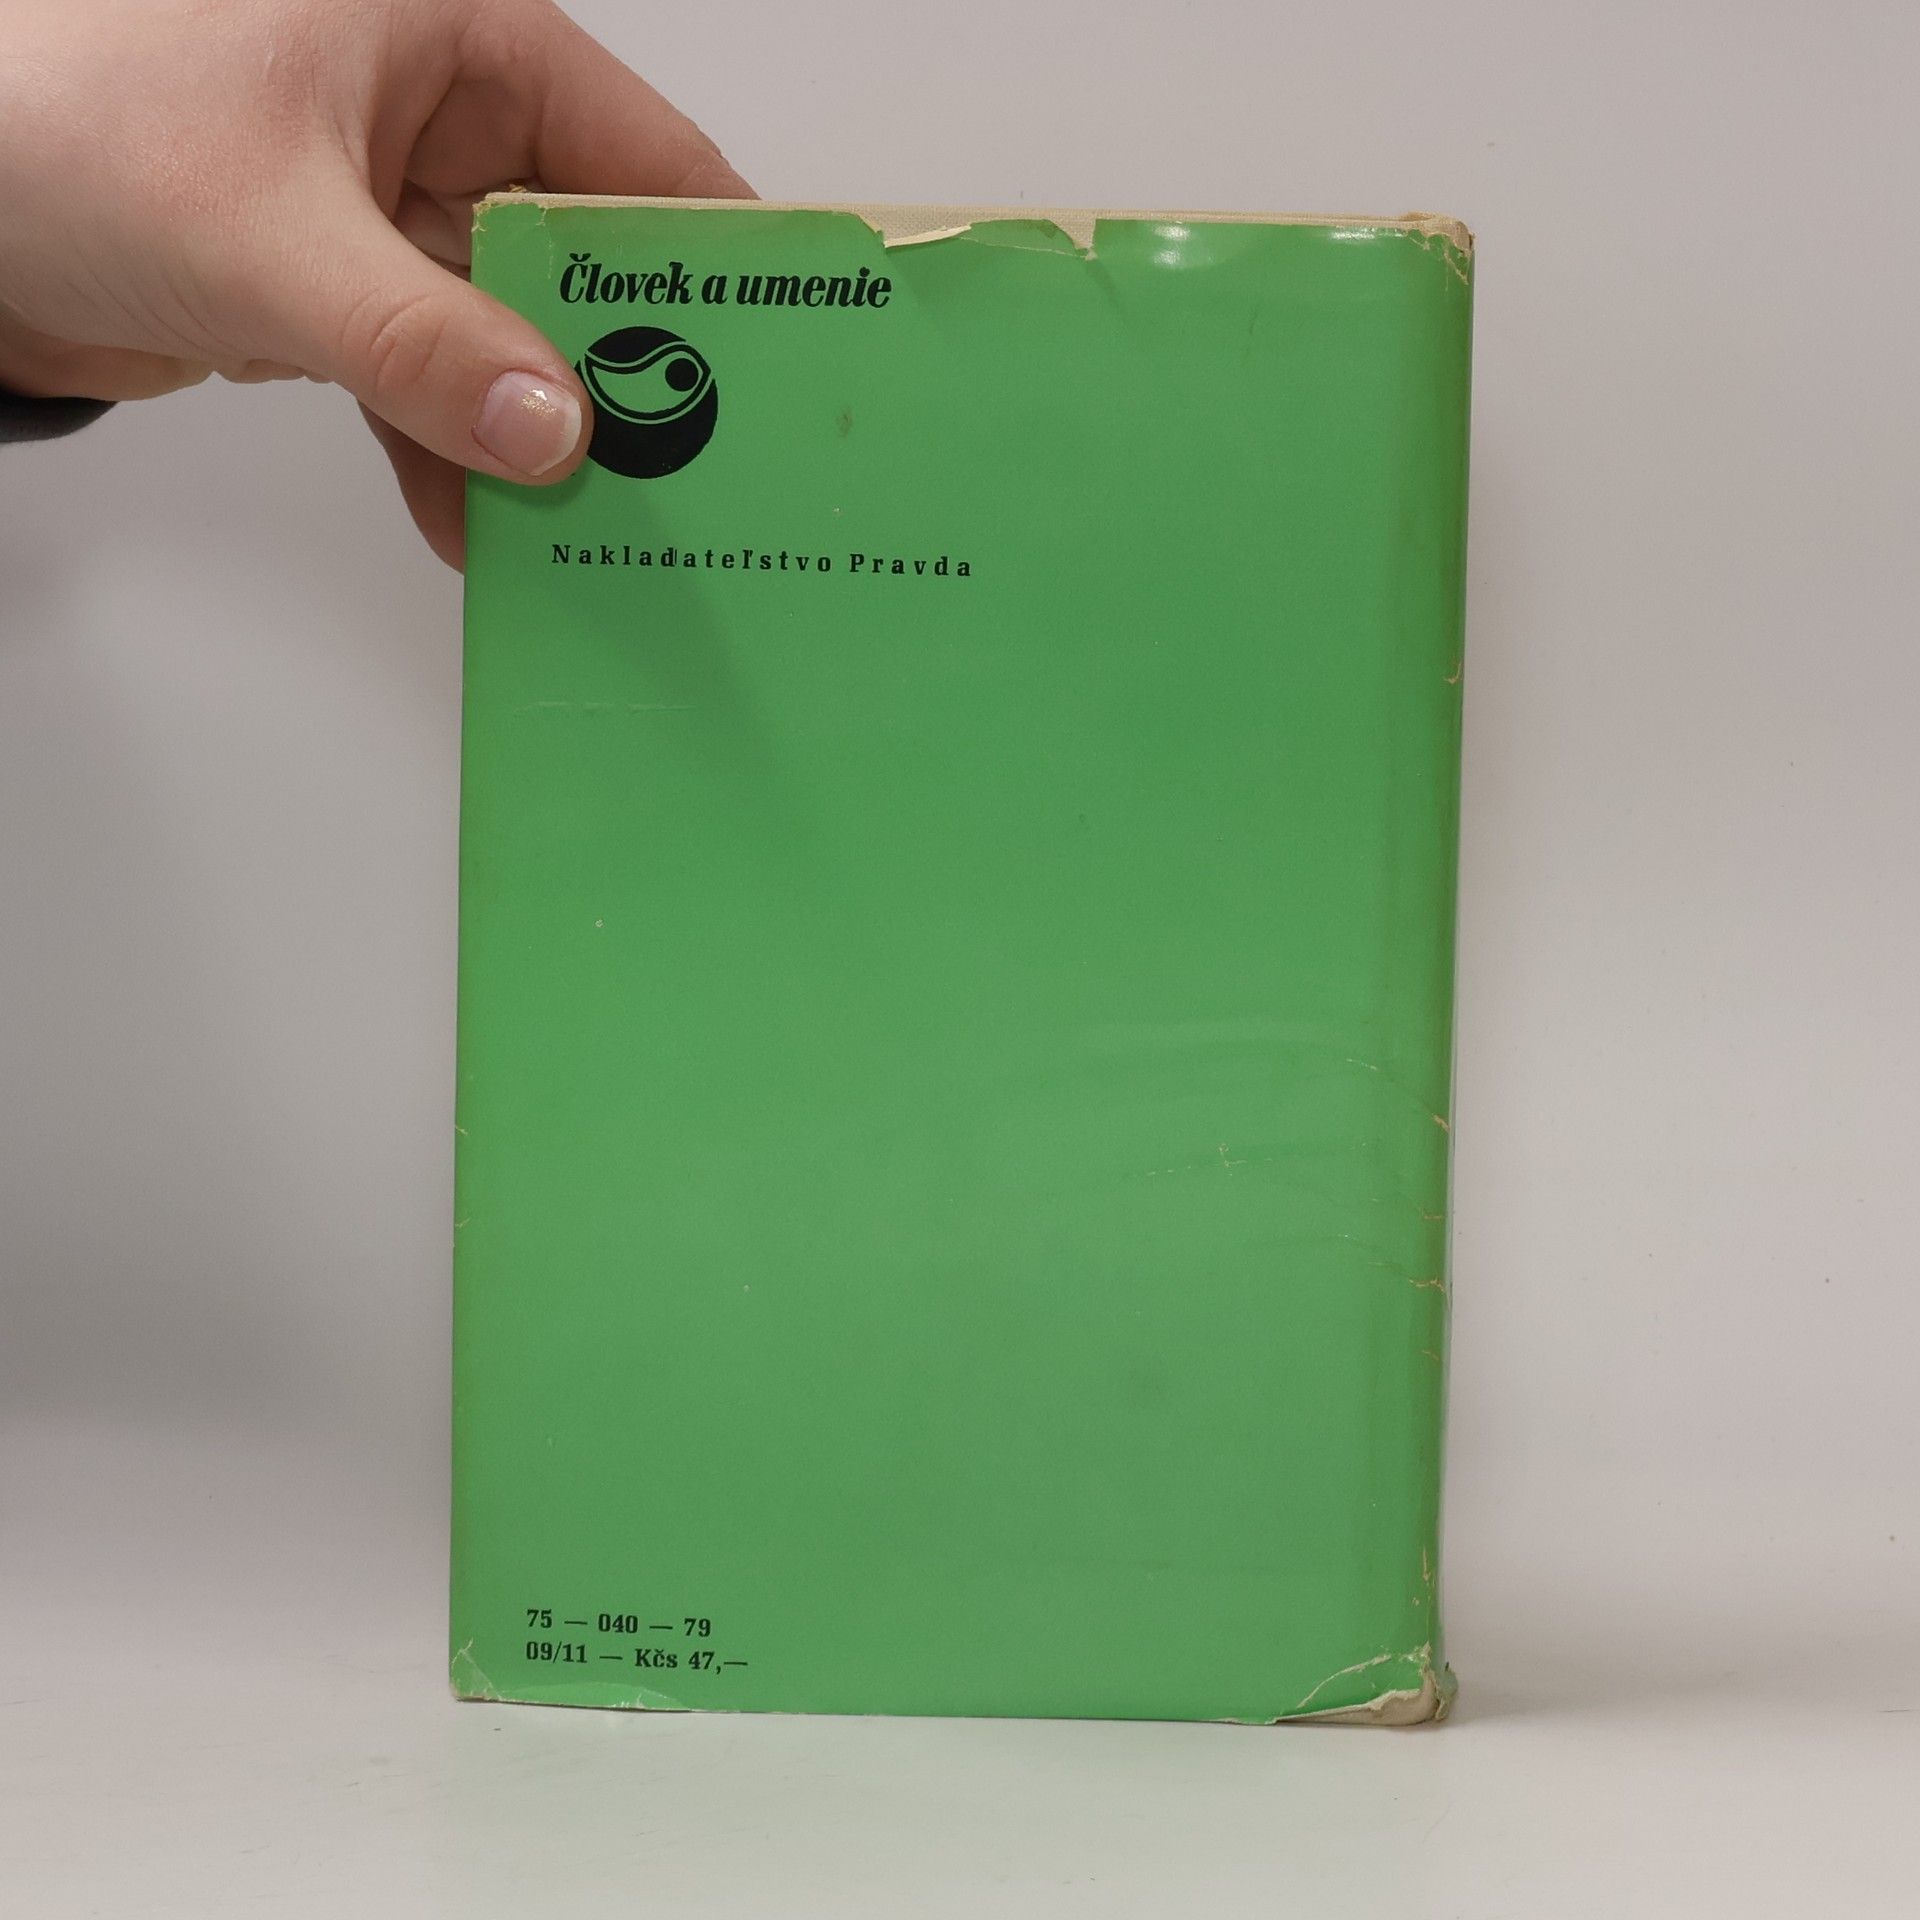 Človek a umenie
Nakladateľstvo Pravda
75 — 040 — 79
09/11 — Kčs 47,—